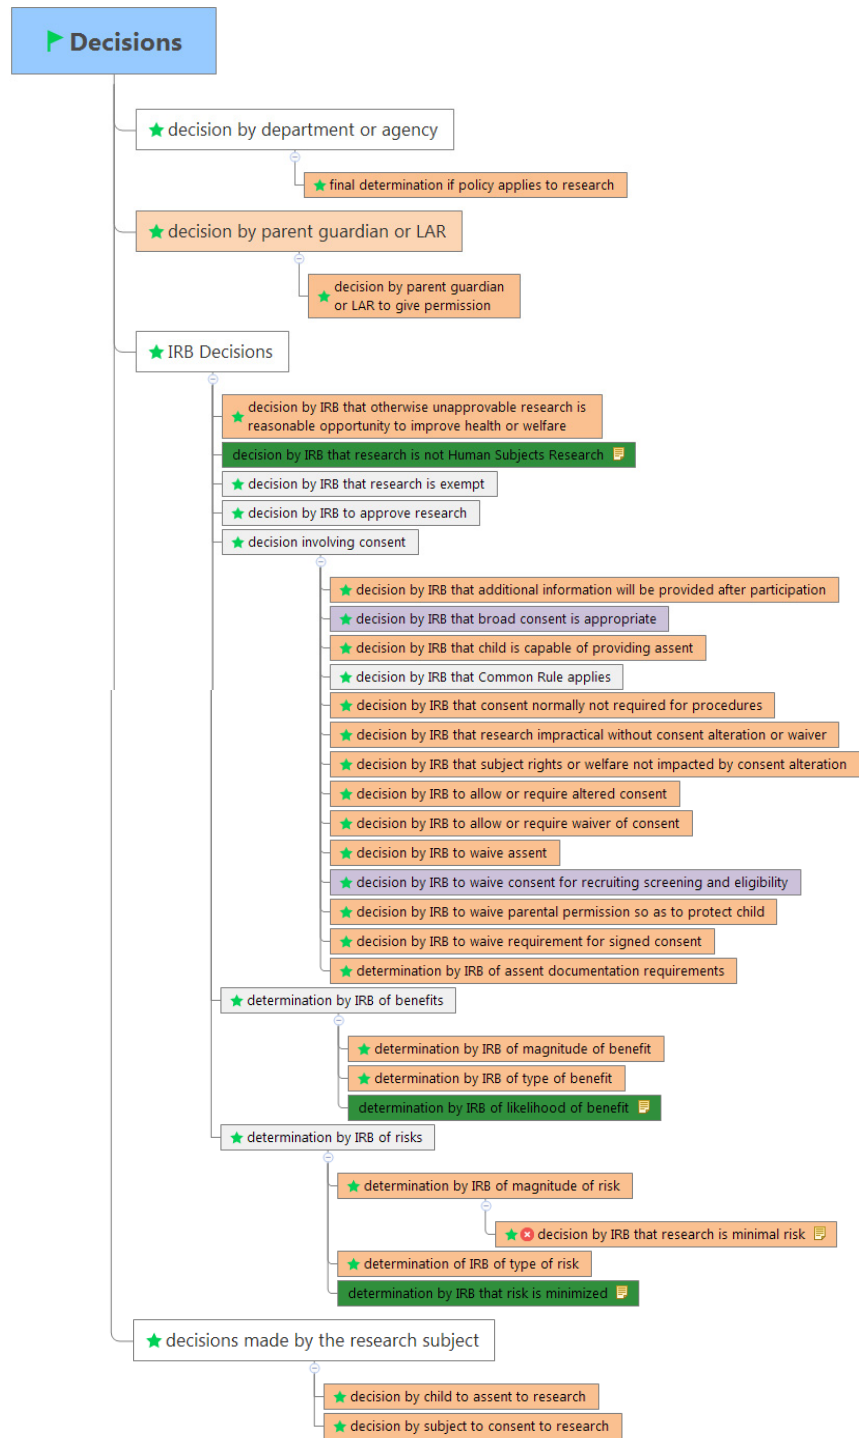 Decisions
decision by department or agency
final determination if policy applies to research
decision by parent guardian or LAR
decision by parent guardian
or LAR to give permission
IRB Decisions
decision by IRB that otherwise unapprovable research is
reasonable opportunity to improve health or welfare
decision by IRB that research is not Human Subjects Research
decision by IRB that research is exempt
decision by IRB to approve research
decision involving consent
decision by IRB that additional information will be provided after participation
decision by IRB that broad consent is appropriate
decision by IRB that child is capable of providing assent
decision by IRB that Common Rule applies
decision by IRB that consent normally not required for procedures
decision by IRB that research impractical without consent alteration or waiver
decision by IRB that subject rights or welfare not impacted by consent alteration
decision by IRB to allow or require altered consent
decision by IRB to allow or require waiver of consent
decision by IRB to waive assent
decision by IRB to waive consent for recruiting screening and eligibility
decision by IRB to waive parental permission so as to protect child
decision by IRB to waive requirement for signed consent
determination by IRB of assent documentation requirements
determination by IRB of benefits
determination by IRB of magnitude of benefit
determination by IRB of type of benefit
determination by IRB of likelihood of benefit
determination by IRB of risks
determination by IRB of magnitude of risk
decision by IRB that research is minimal risk
determination of IRB of type of risk
determination by IRB that risk is minimized
decisions made by the research subject
decision by child to assent to research
decision by subject to consent to research